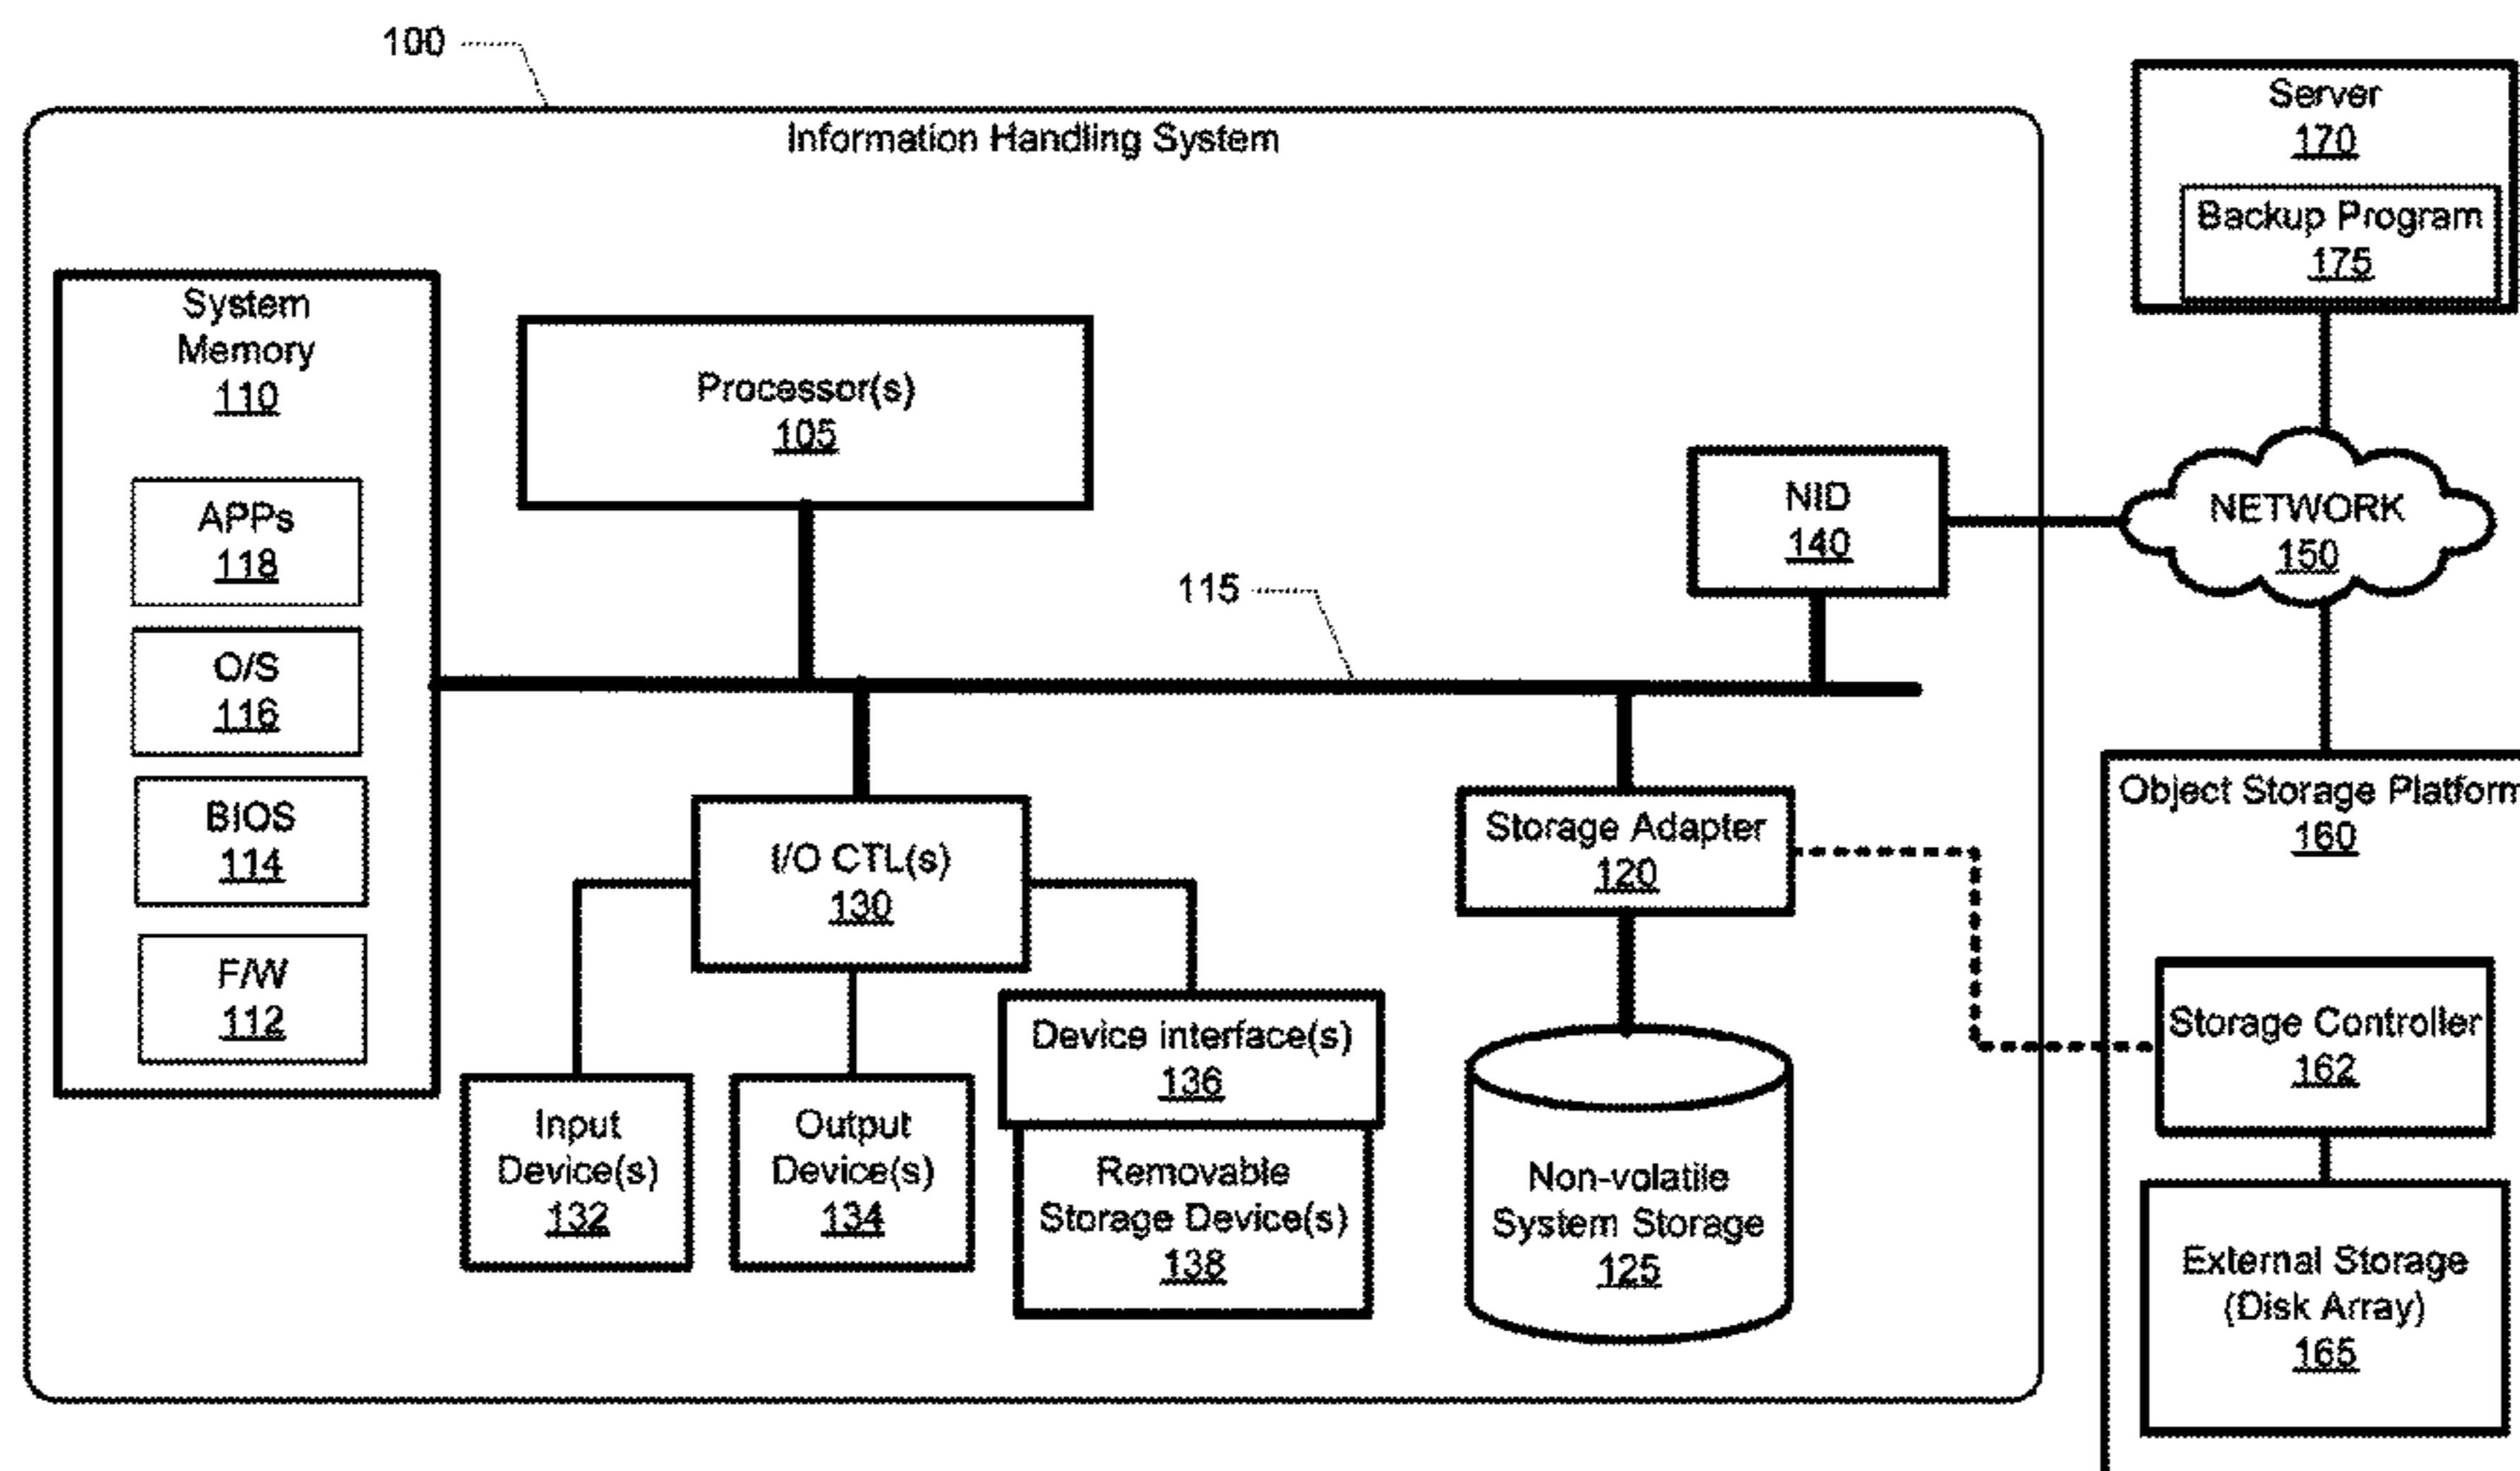 100
Information Handling System
System
Memory
110
APPs
118
O/S
116
BIOS
114
F/W
112
Processor(s)
105
115
NID
140
I/O CTL(s)
130
Input
Device(s)
132
Output
Device(s)
134
Device interface(s)
136
Removable
Storage Device(s)
138
Storage Adapter
120
Non-volatile
System Storage
125
Server
170
Backup Program
175
NETWORK
150
Object Storage Platform
160
Storage Controller
162
External Storage
(Disk Array)
165